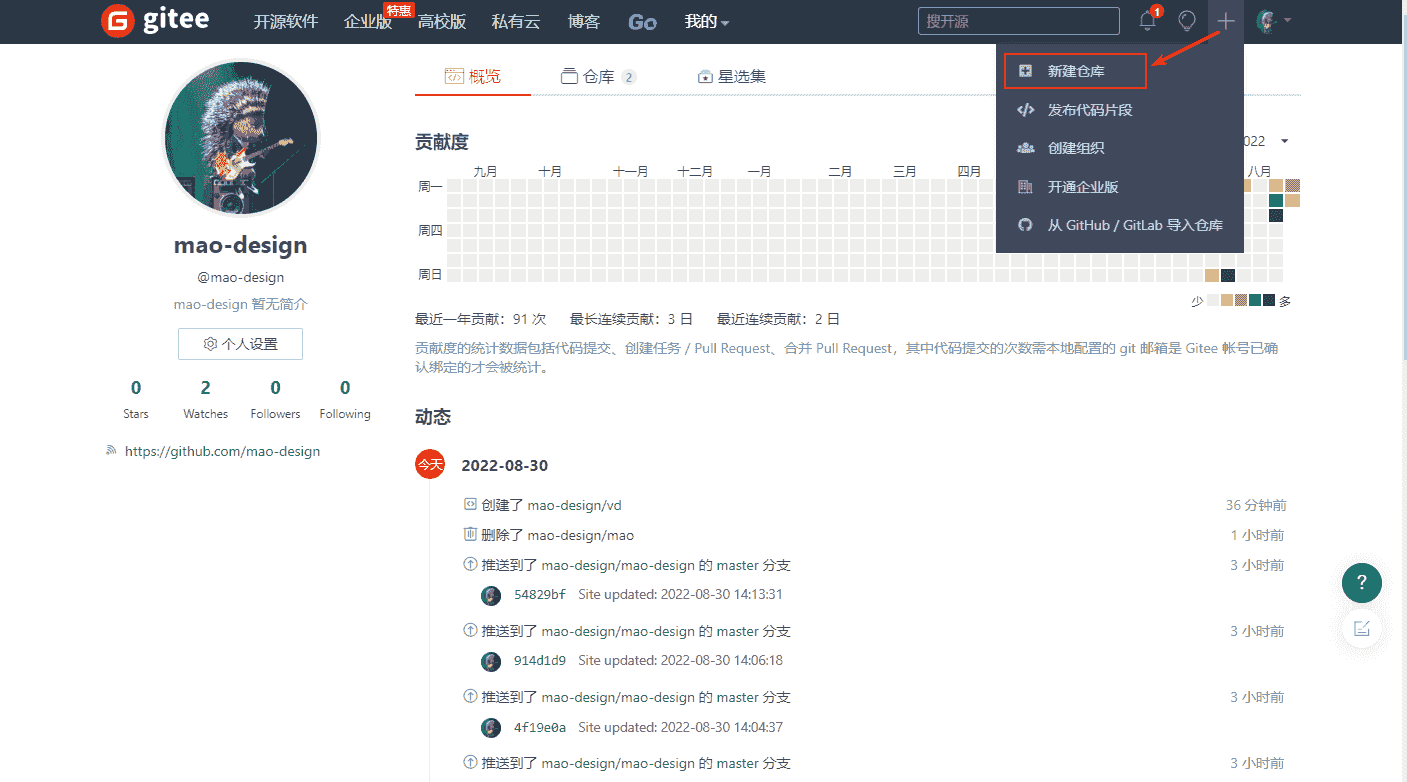 gitee 开源软件 企业版 特惠 高校版 私有云 博客 Go 我的 搜开源 1
新建仓库
发布代码片段
创建组织
开通企业版
从 GitHub / GitLab 导入仓库
mao-design
@mao-design
mao-design 暂无简介
个人设置
0 2 0 0
Stars Watches Followers Following
https://github.com/mao-design
概览 仓库 2 星选集
贡献度
022
九月 十月 十一月 十二月 一月 二月 三月 四月 八月
周一
周四
周日
少 多
最近一年贡献：91 次 最长连续贡献：3 日 最近连续贡献：2 日
贡献度的统计数据包括代码提交、创建任务 / Pull Request、合并 Pull Request，其中代码提交的次数需本地配置的 git 邮箱是 Gitee 帐号已确
认绑定的才会被统计。
动态
今天 2022-08-30
创建了 mao-design/vd 36 分钟前
删除了 mao-design/mao 1 小时前
推送到了 mao-design/mao-design 的 master 分支 3 小时前
54829bf Site updated: 2022-08-30 14:13:31
推送到了 mao-design/mao-design 的 master 分支 3 小时前
914d1d9 Site updated: 2022-08-30 14:06:18
推送到了 mao-design/mao-design 的 master 分支 3 小时前
4f19e0a Site updated: 2022-08-30 14:04:37
推送到了 mao-design/mao-design 的 master 分支 3 小时前
?